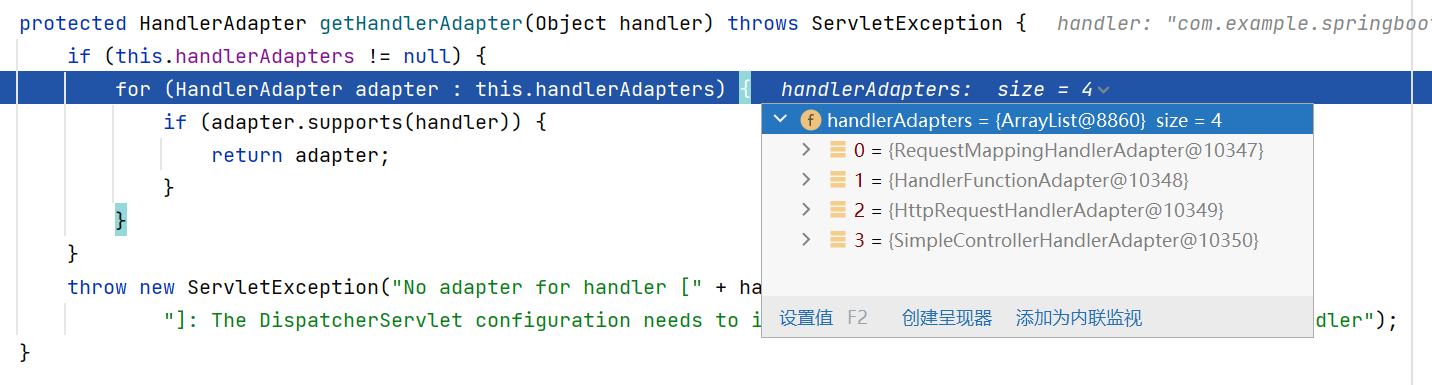 protected HandlerAdapter getHandlerAdapter(Object handler) throws ServletException {   handler: "com.example.springboot
if (this.handlerAdapters != null) {
for (HandlerAdapter adapter : this.handlerAdapters) {   handlerAdapters:  size = 4
handlerAdapters = {ArrayList@8860}  size = 4
if (adapter.supports(handler)) {
0 = {RequestMappingHandlerAdapter@10347}
return adapter;
1 = {HandlerFunctionAdapter@10348}
}
2 = {HttpRequestHandlerAdapter@10349}
}
3 = {SimpleControllerHandlerAdapter@10350}
}
throw new ServletException("No adapter for handler [" + ha
"]: The DispatcherServlet configuration needs to i
设置值 F2 创建呈现器 添加为内联监视
dler");
}